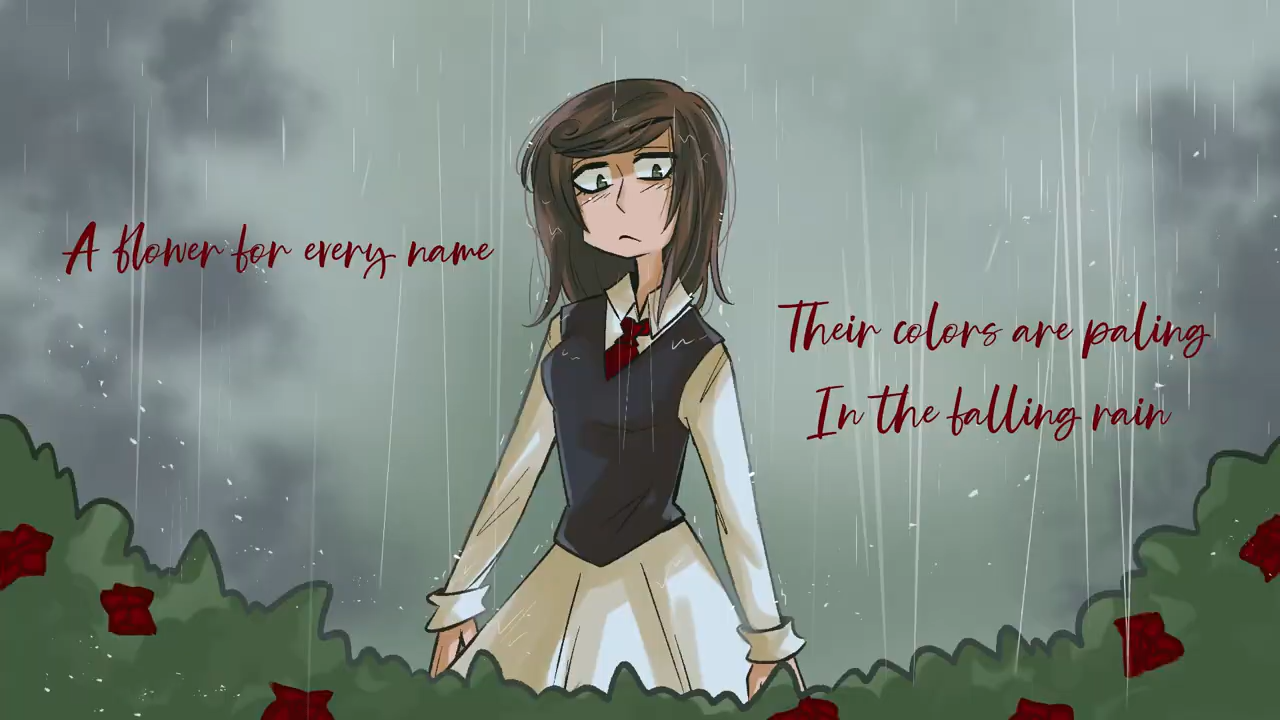 A flower for every name
Their colors are paling
In the falling rain